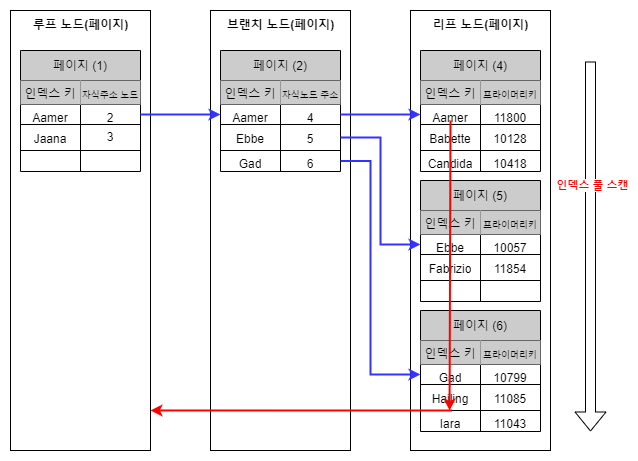 루프 노드(페이지)
페이지 (1)
인덱스 키 자식주소 노드
Aamer 2
Jaana 3
브랜치 노드(페이지)
페이지 (2)
인덱스 키 자식노드 주소
Aamer 4
Ebbe 5
Gad 6
리프 노드(페이지)
페이지 (4)
인덱스 키 프라이머리키
Aamer 11800
Babette 10128
Candida 10418
페이지 (5)
인덱스 키 프라이머리키
Ebbe 10057
Fabrizio 11854
페이지 (6)
인덱스 키 프라이머리키
Gad 10799
Hailing 11085
Iara 11043
인덱스 풀 스캔